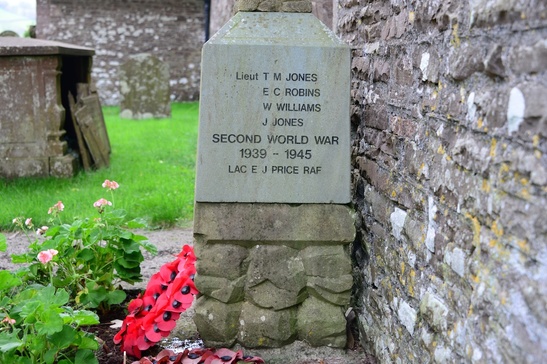 Lieut T M JONES
E C ROBINS
W WILLIAMS
J JONES
SECOND WORLD WAR
1939 - 1945
LAC E J PRICE RAF